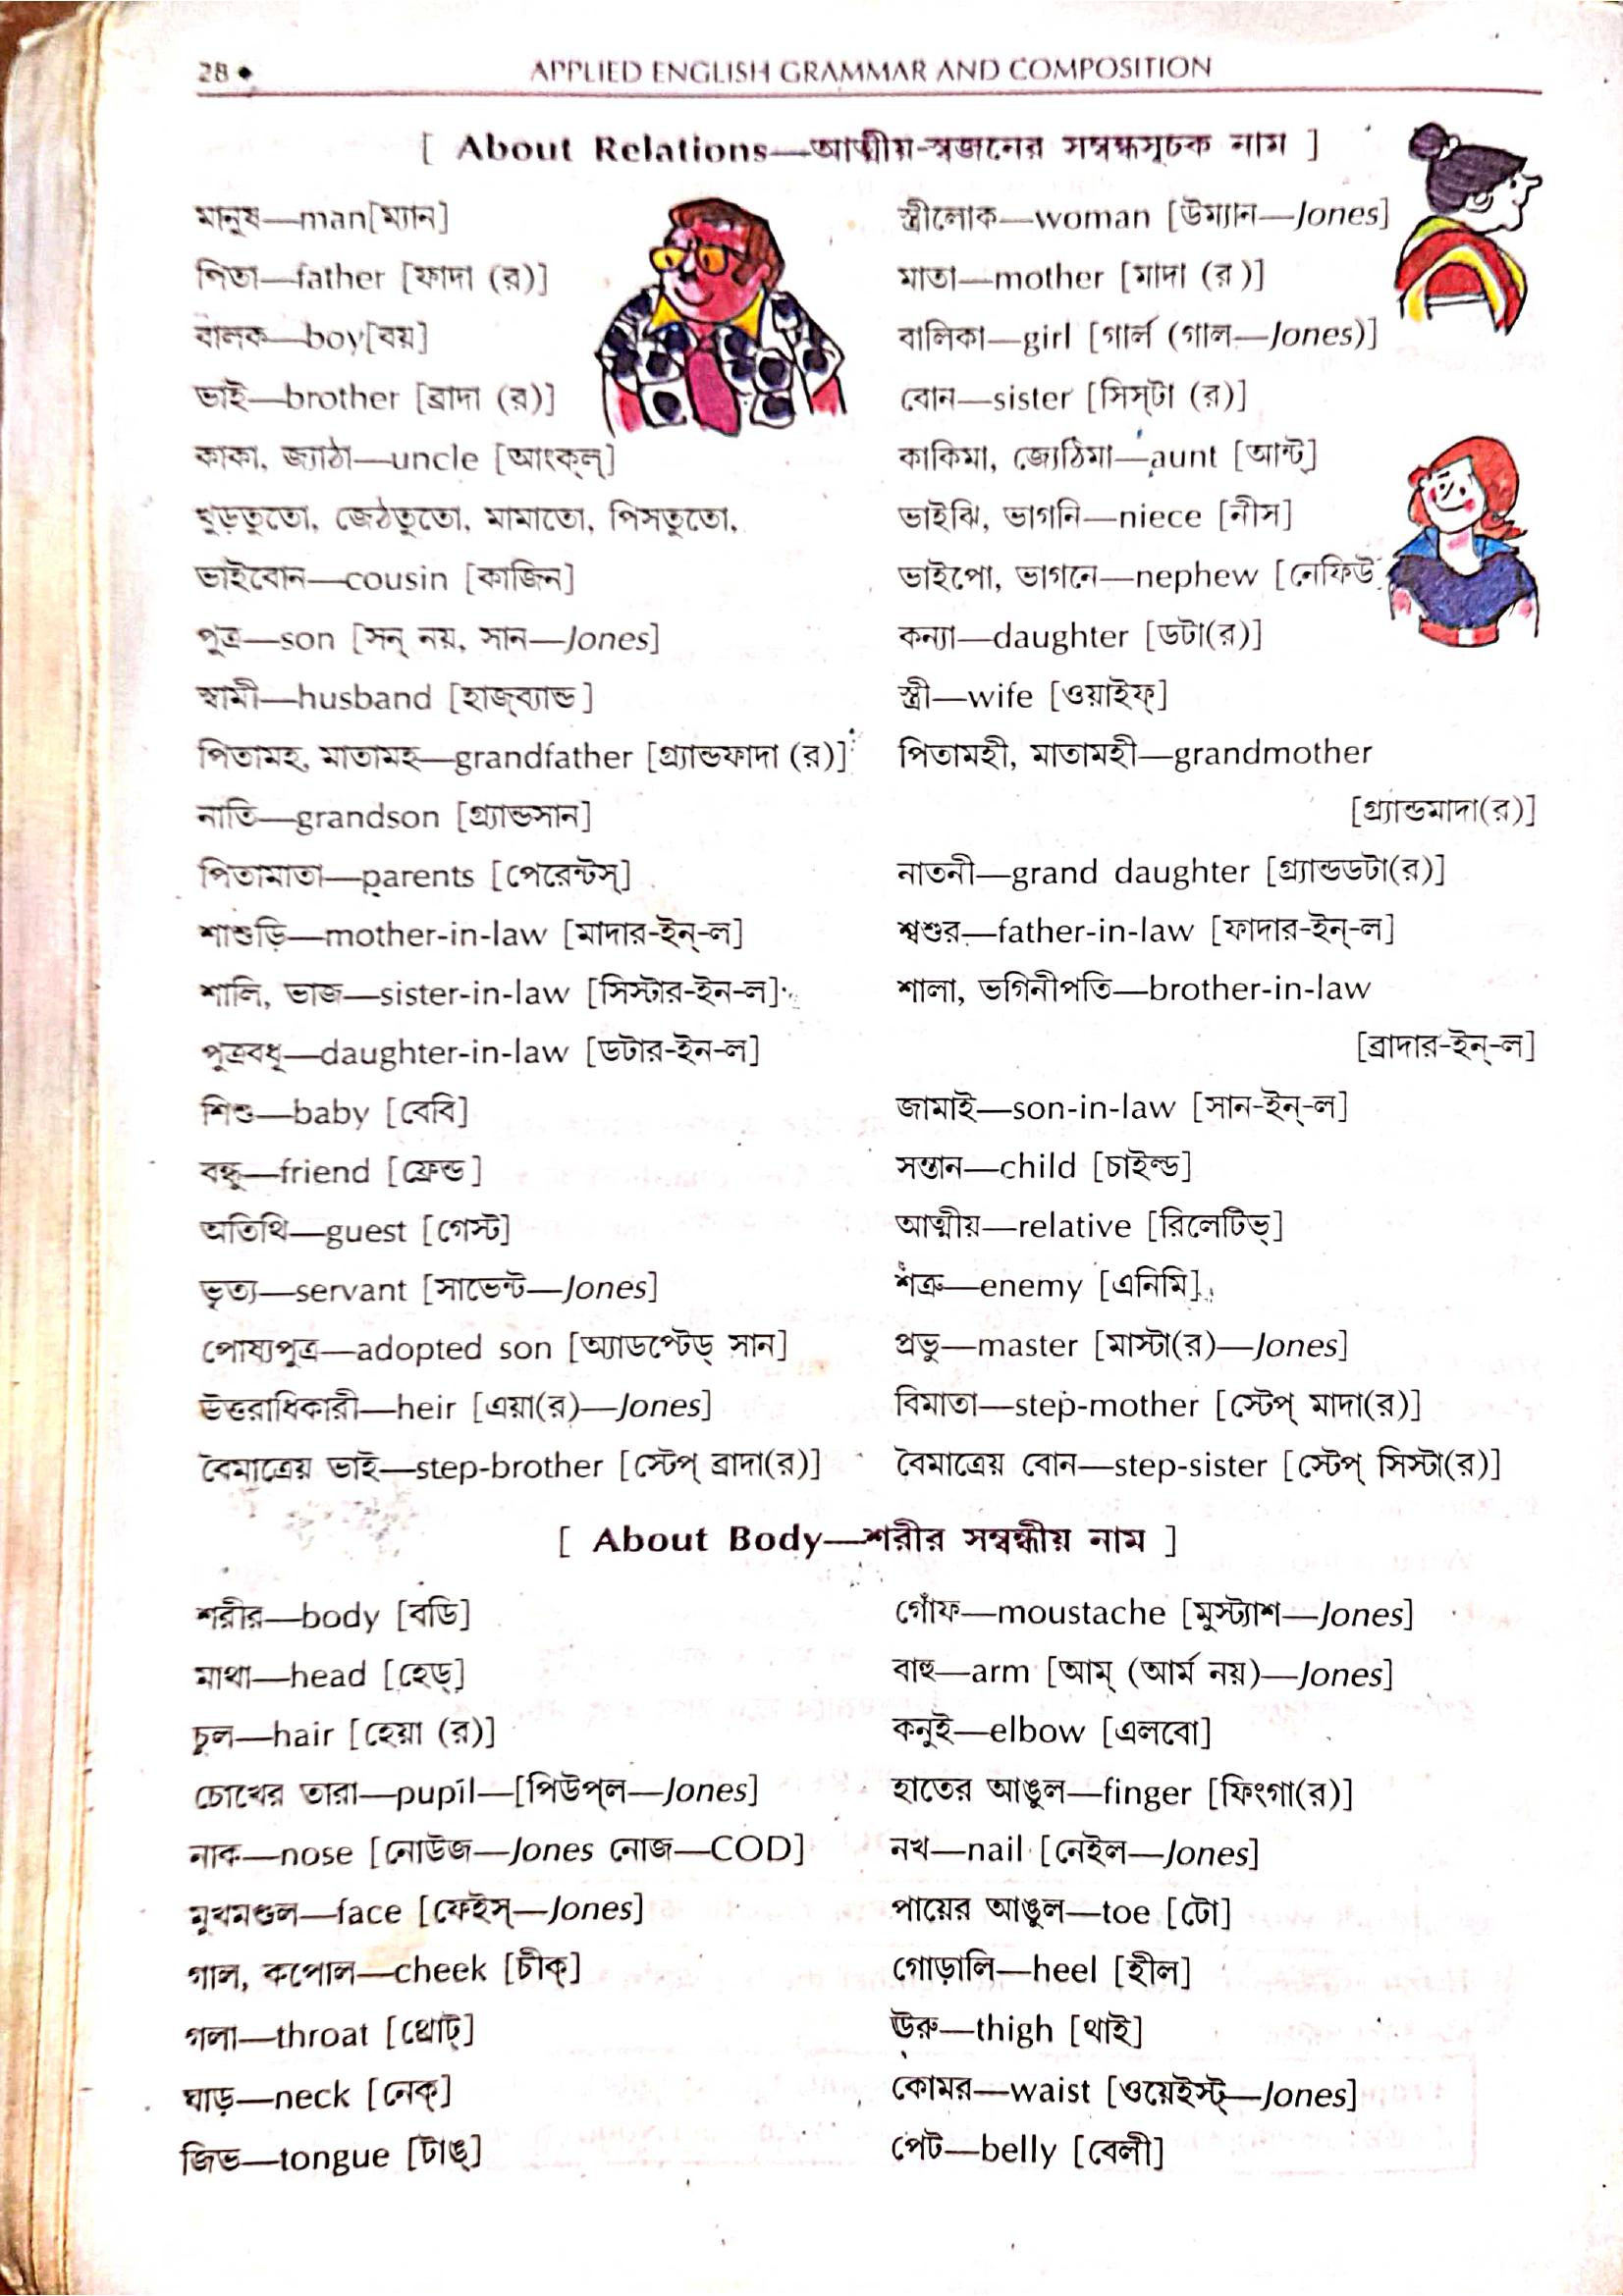 28 ◆ APPLIED ENGLISH GRAMMAR AND COMPOSITION
[ About Relations—আত্মীয়-স্বজনের সম্বন্ধসূচক নাম ]
মানুষ—man[ম্যান]
পিতা—father [ফাদা (র)]
বালক—boy[বয়]
ভাই—brother [ব্রাদা (র)]
কাকা, জ্যাঠা—uncle [আংক্‌ল্]
খুড়তুতো, জেঠতুতো, মামাতো, পিসতুতো,
ভাইবোন—cousin [কাজিন]
পুত্র—son [সন্ নয়, সান—Jones]
স্বামী—husband [হাজ্‌ব্যান্ড]
পিতামহ, মাতামহ—grandfather [গ্র্যান্ডফাদা (র)]
নাতি—grandson [গ্র্যান্ডসান]
পিতামাতা—parents [পেরেন্টস্]
শাশুড়ি—mother-in-law [মাদার-ইন্-ল]
শালি, ভাজ—sister-in-law [সিস্টার-ইন-ল]
পুত্রবধূ—daughter-in-law [ডটার-ইন-ল]
শিশু—baby [বেবি]
বন্ধু—friend [ফ্রেন্ড]
অতিথি—guest [গেস্ট]
ভৃত্য—servant [সাভেন্ট—Jones]
পোষ্যপুত্র—adopted son [অ্যাডপ্টেড্ সান]
উত্তরাধিকারী—heir [এয়া(র)—Jones]
বৈমাত্রেয় ভাই—step-brother [স্টেপ্ ব্রাদা(র)]
স্ত্রীলোক—woman [উম্যান—Jones]
মাতা—mother [মাদা (র )]
বালিকা—girl [গার্ল (গাল—Jones)]
বোন—sister [সিস্‌টা (র)]
কাকিমা, জ্যেঠিমা—aunt [আন্ট্]
ভাইঝি, ভাগনি—niece [নীস]
ভাইপো, ভাগনে—nephew [নেফিউ
কন্যা—daughter [ডটা(র)]
স্ত্রী—wife [ওয়াইফ্]
পিতামহী, মাতামহী—grandmother
[গ্র্যান্ডমাদা(র)]
নাতনী—grand daughter [গ্র্যান্ডডটা(র)]
শ্বশুর—father-in-law [ফাদার-ইন্-ল]
শালা, ভগিনীপতি—brother-in-law
[ব্রাদার-ইন্-ল]
জামাই—son-in-law [সান-ইন্-ল]
সন্তান—child [চাইল্ড]
আত্মীয়—relative [রিলেটিভ্]
শত্রু—enemy [এনিমি]
প্রভু—master [মাস্টা(র)—Jones]
বিমাতা—step-mother [স্টেপ্ মাদা(র)]
বৈমাত্রেয় বোন—step-sister [স্টেপ্ সিস্টা(র)]
[ About Body—শরীর সম্বন্ধীয় নাম ]
শরীর—body [বডি]
মাথা—head [হেড্]
চুল—hair [হেয়া (র)]
চোখের তারা—pupil—[পিউপ্‌ল—Jones]
নাক—nose [নোউজ—Jones নোজ—COD]
মুখমণ্ডল—face [ফেইস্—Jones]
গাল, কপোল—cheek [চীক্]
গলা—throat [থ্রোট্]
ঘাড়—neck [নেক্]
জিভ—tongue [টাঙ্]
গোঁফ—moustache [মুস্ট্যাশ—Jones]
বাহু—arm [আম্ (আর্ম নয়)—Jones]
কনুই—elbow [এলবো]
হাতের আঙুল—finger [ফিংগা(র)]
নখ—nail [নেইল—Jones]
পায়ের আঙুল—toe [টো]
গোড়ালি—heel [হীল]
ঊরু—thigh [থাই]
কোমর—waist [ওয়েইস্ট্—Jones]
পেট—belly [বেলী]